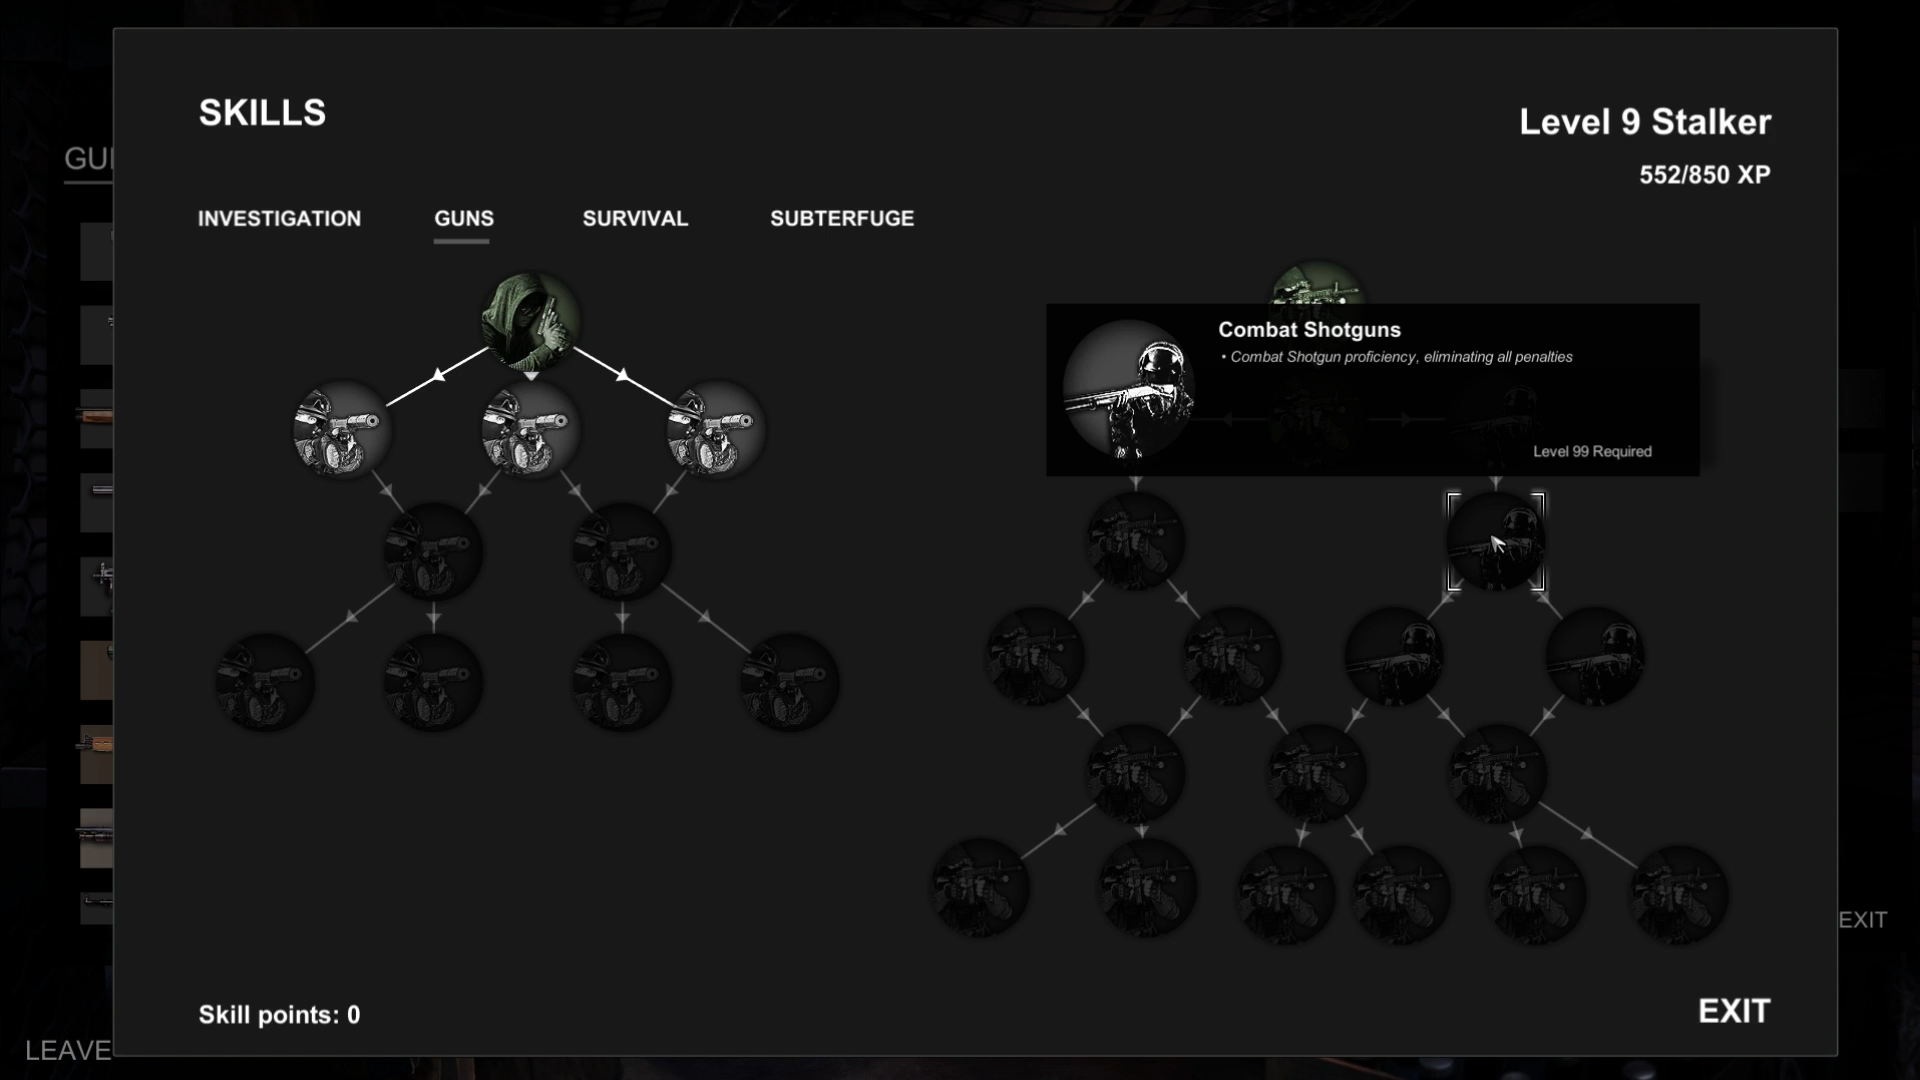 SKILLS
Level 9 Stalker
552/850 XP
GU
INVESTIGATION
GUNS
SURVIVAL
SUBTERFUGE
Combat Shotguns
• Combat Shotgun proficiency, eliminating all penalties
Level 99 Required
EXIT
Skill points: 0
EXIT
LEAVE